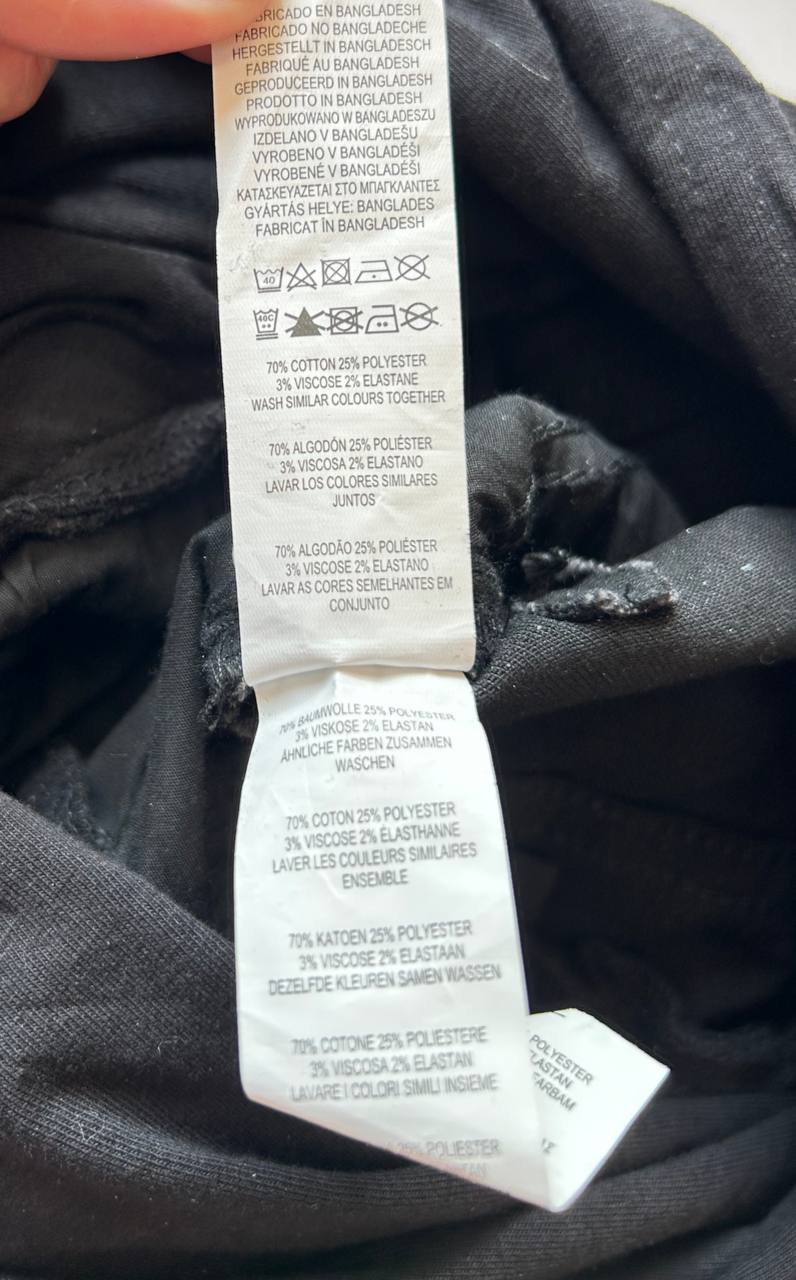 FABRICADO EN BANGLADESH
FABRICADO NO BANGLADECHE
HERGESTELLT IN BANGLADESCH
FABRIQUÉ AU BANGLADESH
GEPRODUCEERD IN BANGLADESH
PRODOTTO IN BANGLADESH
WYPRODUKOWANO W BANGLADESZU
IZDELANO V BANGLADEŠU
VYROBENO V BANGLADÉŠI
VYROBENÉ V BANGLADÉŠI
ΚΑΤΑΣΚΕΥΑΖΕΤΑΙ ΣΤΟ ΜΠΑΓΚΛΑΝΤΕΣ
GYÁRTÁS HELYE: BANGLADES
FABRICAT ÎN BANGLADESH
40
40C
70% COTTON 25% POLYESTER
3% VISCOSE 2% ELASTANE
WASH SIMILAR COLOURS TOGETHER
70% ALGODÓN 25% POLIÉSTER
3% VISCOSA 2% ELASTANO
LAVAR LOS COLORES SIMILARES
JUNTOS
70% ALGODÃO 25% POLIÉSTER
3% VISCOSE 2% ELASTANO
LAVAR AS CORES SEMELHANTES EM
CONJUNTO
70% BAUMWOLLE 25% POLYESTER
3% VISKOSE 2% ELASTAN
ÄHNLICHE FARBEN ZUSAMMEN
WASCHEN
70% COTON 25% POLYESTER
3% VISCOSE 2% ÉLASTHANNE
LAVER LES COULEURS SIMILAIRES
ENSEMBLE
70% KATOEN 25% POLYESTER
3% VISCOSE 2% ELASTAAN
DEZELFDE KLEUREN SAMEN WASSEN
70% COTONE 25% POLIESTERE
3% VISCOSA 2% ELASTAN
LAVARE I COLORI SIMILI INSIEME
25% POLIESTER
POLYESTER